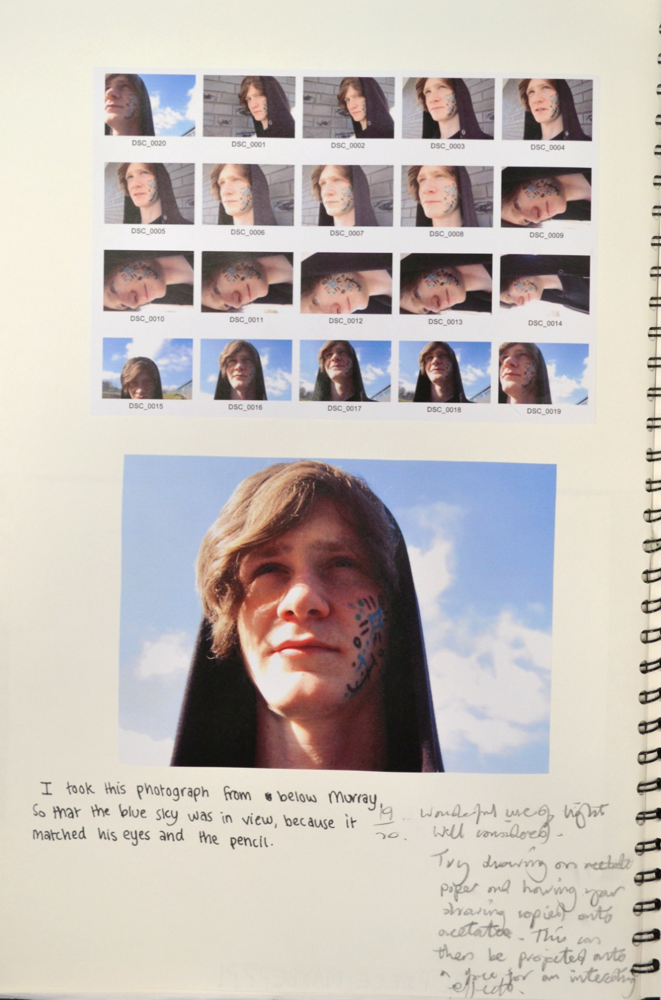 DSC_0020 DSC_0001 DSC_0002 DSC_0003 DSC_0004
DSC_0005 DSC_0006 DSC_0007 DSC_0008 DSC_0009
DSC_0010 DSC_0011 DSC_0012 DSC_0013 DSC_0014
DSC_0015 DSC_0016 DSC_0017 DSC_0018 DSC_0019
I took this photograph from below Murray,
So that the blue sky was in view, because it
matched his eyes and the pencil.
19
20.
Wonderful use of light
Well considered.
Try drawing on
paper and having your
drawing copied onto
acetate. This can
then be projected onto
a face for an interesting
effect.